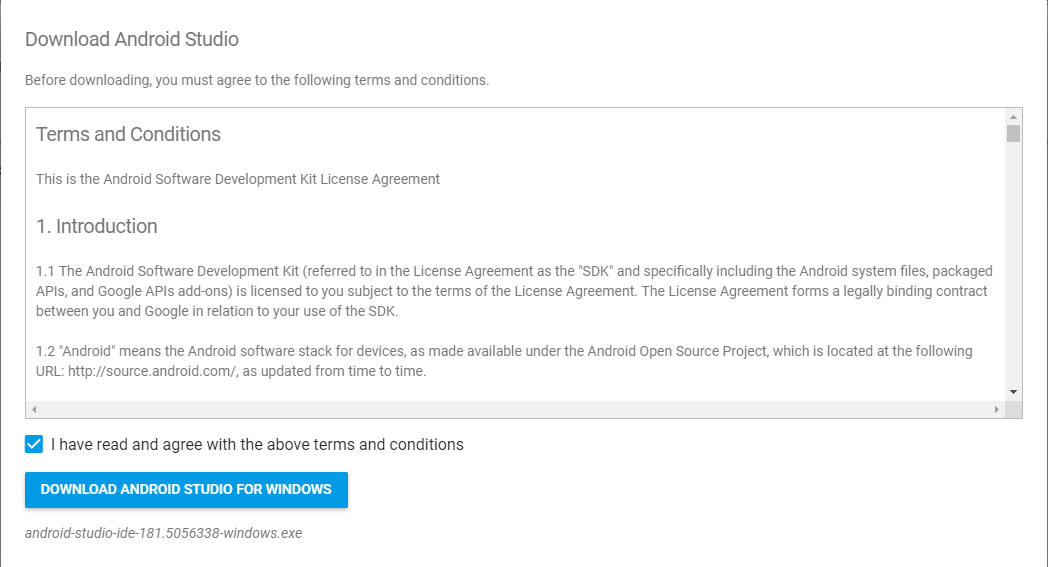 Download Android Studio
Before downloading, you must agree to the following terms and conditions.
Terms and Conditions
This is the Android Software Development Kit License Agreement
1. Introduction
1.1 The Android Software Development Kit (referred to in the License Agreement as the "SDK" and specifically including the Android system files, packaged
APIs, and Google APIs add-ons) is licensed to you subject to the terms of the License Agreement. The License Agreement forms a legally binding contract
between you and Google in relation to your use of the SDK.
1.2 "Android" means the Android software stack for devices, as made available under the Android Open Source Project, which is located at the following
URL: http://source.android.com/, as updated from time to time.
I have read and agree with the above terms and conditions
DOWNLOAD ANDROID STUDIO FOR WINDOWS
android-studio-ide-181.5056338-windows.exe